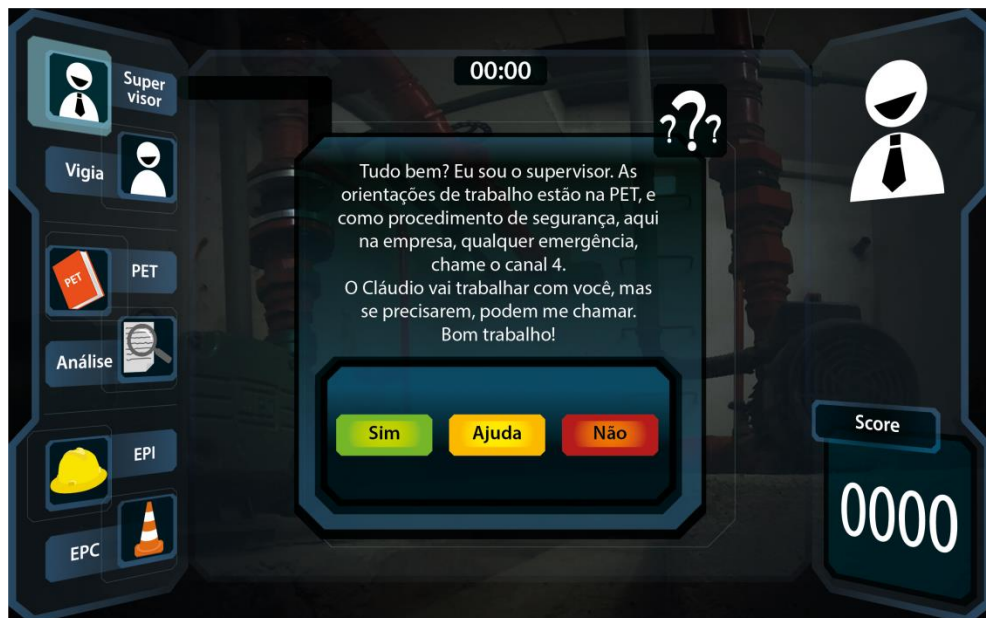 Super
visor
Vigia
PET
PET
Análise
EPI
EPC
00:00
???
Tudo bem? Eu sou o supervisor. As
orientações de trabalho estão na PET, e
como procedimento de segurança, aqui
na empresa, qualquer emergência,
chame o canal 4.
O Cláudio vai trabalhar com você, mas
se precisarem, podem me chamar.
Bom trabalho!
Sim
Ajuda
Não
Score
0000